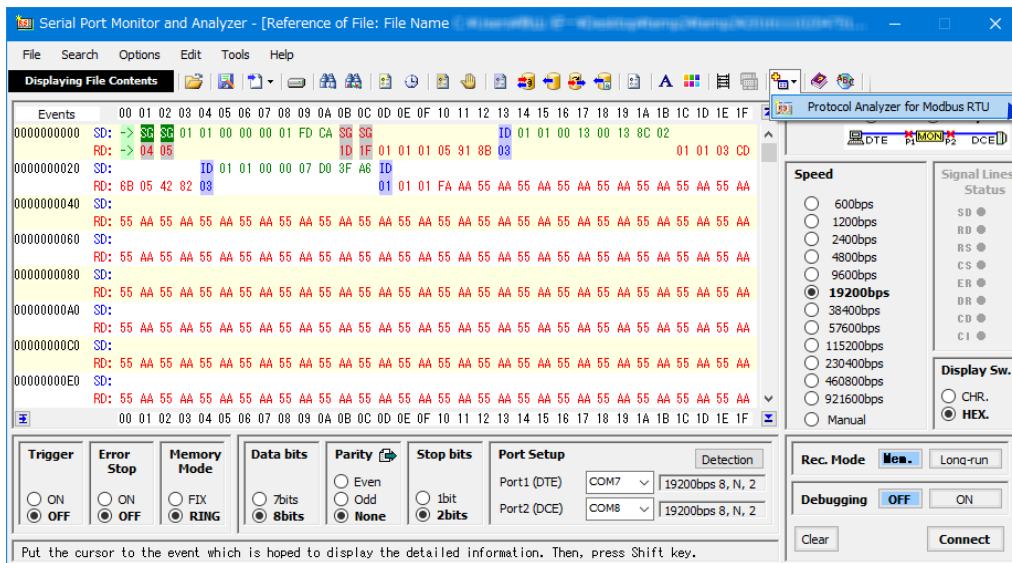 Serial Port Monitor and Analyzer - [Reference of File: File Name
File Search Options Edit Tools Help
Displaying File Contents
Protocol Analyzer for Modbus RTU
Events 00 01 02 03 04 05 06 07 08 09 0A 0B 0C 0D 0E 0F 10 11 12 13 14 15 16 17 18 19 1A 1B 1C 1D 1E 1F
0000000000 SD: -> SG SG 01 01 00 00 00 01 FD CA SG SG ID 01 01 00 13 00 13 8C 02
RD: -> 04 05 1D 1F 01 01 01 05 91 8B 03 01 01 03 CD
0000000020 SD: ID 01 01 00 00 07 D0 3F A6 ID
RD: 6B 05 42 82 03 01 01 01 FA AA 55 AA 55 AA 55 AA 55 AA 55 AA 55 AA 55 AA
0000000040 SD:
RD: 55 AA 55 AA 55 AA 55 AA 55 AA 55 AA 55 AA 55 AA 55 AA 55 AA 55 AA 55 AA 55 AA 55 AA 55 AA 55 AA
0000000060 SD:
RD: 55 AA 55 AA 55 AA 55 AA 55 AA 55 AA 55 AA 55 AA 55 AA 55 AA 55 AA 55 AA 55 AA 55 AA 55 AA 55 AA
0000000080 SD:
RD: 55 AA 55 AA 55 AA 55 AA 55 AA 55 AA 55 AA 55 AA 55 AA 55 AA 55 AA 55 AA 55 AA 55 AA 55 AA 55 AA
00000000A0 SD:
RD: 55 AA 55 AA 55 AA 55 AA 55 AA 55 AA 55 AA 55 AA 55 AA 55 AA 55 AA 55 AA 55 AA 55 AA 55 AA 55 AA
00000000C0 SD:
RD: 55 AA 55 AA 55 AA 55 AA 55 AA 55 AA 55 AA 55 AA 55 AA 55 AA 55 AA 55 AA 55 AA 55 AA 55 AA 55 AA
00000000E0 SD:
RD: 55 AA 55 AA 55 AA 55 AA 55 AA 55 AA 55 AA 55 AA 55 AA 55 AA 55 AA 55 AA 55 AA 55 AA 55 AA 55 AA
00 01 02 03 04 05 06 07 08 09 0A 0B 0C 0D 0E 0F 10 11 12 13 14 15 16 17 18 19 1A 1B 1C 1D 1E 1F
DTE P1 MON P2 DCE
Speed
600bps
1200bps
2400bps
4800bps
9600bps
19200bps
38400bps
57600bps
115200bps
230400bps
460800bps
921600bps
Manual
Signal Lines
Status
SD
RD
RS
CS
ER
DR
CD
CI
Display Sw.
CHR.
HEX.
Trigger
ON
OFF
Error
Stop
ON
OFF
Memory
Mode
FIX
RING
Data bits
7bits
8bits
Parity
Even
Odd
None
Stop bits
1bit
2bits
Port Setup
Detection
Port1 (DTE) COM7 19200bps 8, N, 2
Port2 (DCE) COM8 19200bps 8, N, 2
Rec. Mode Mem. Long-run
Debugging OFF ON
Clear Connect
Put the cursor to the event which is hoped to display the detailed information. Then, press Shift key.